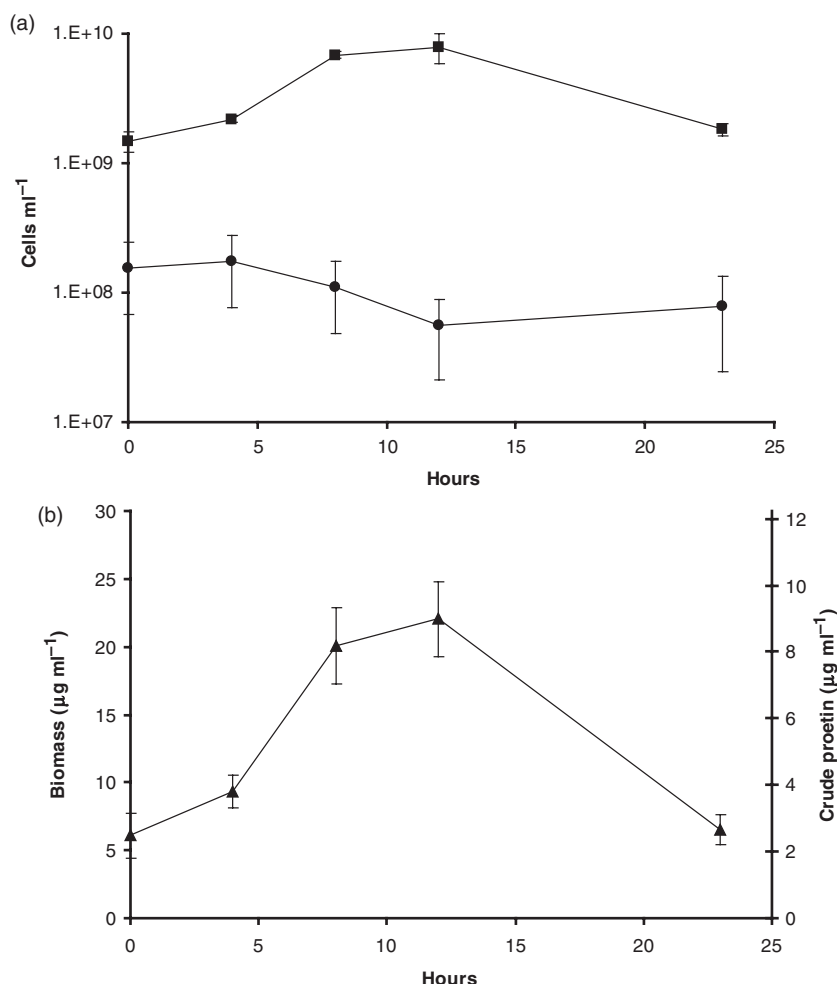 (a)
1.E+10
1.E+09
1.E+08
1.E+07
Cells ml⁻¹
0 5 10 15 20 25
Hours
(b)
30
25
20
15
10
5
0
Biomass (µg ml⁻¹)
12
10
8
6
4
2
0
Crude proetin (µg ml⁻¹)
0 5 10 15 20 25
Hours